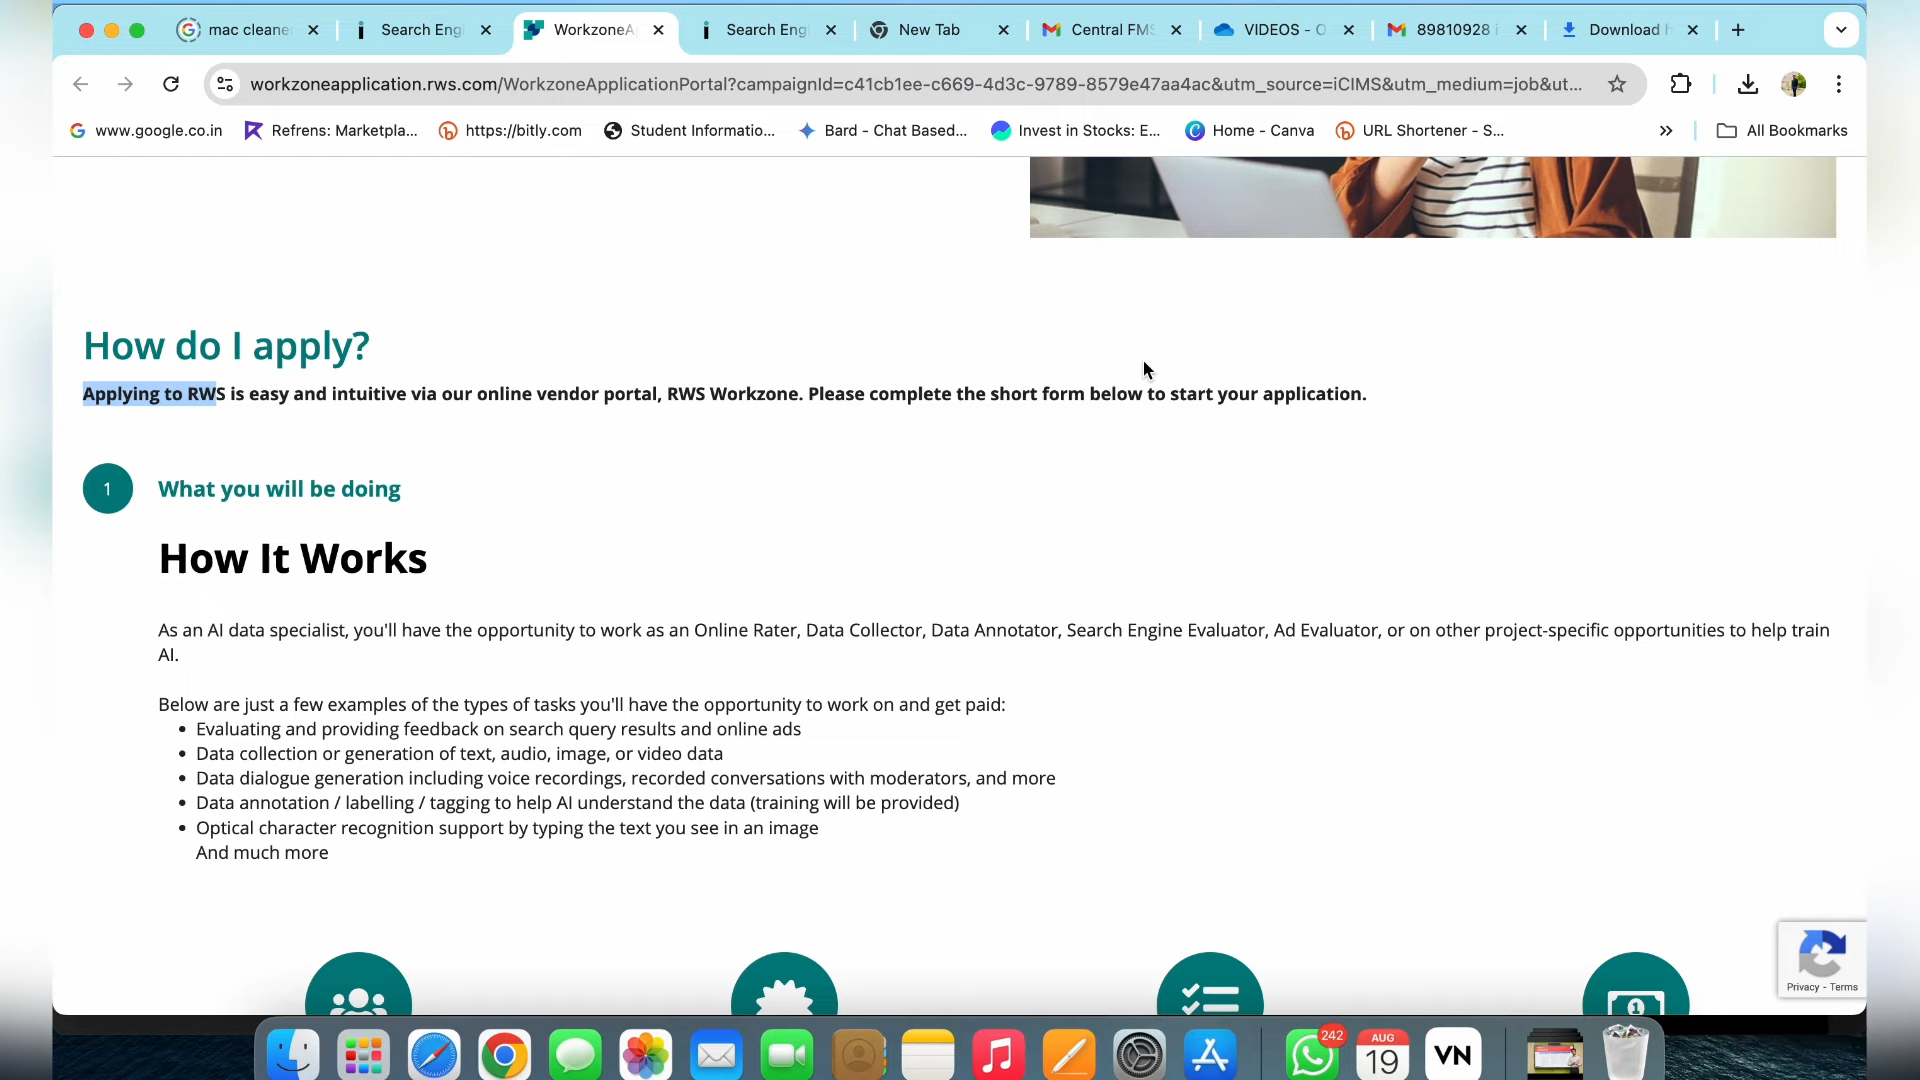 mac cleane
Search Eng
WorkzoneA
Search Eng
New Tab
Central FMS
VIDEOS - O
89810928 i
Download h
workzoneapplication.rws.com/WorkzoneApplicationPortal?campaignId=c41cb1ee-c669-4d3c-9789-8579e47aa4ac&utm_source=iCIMS&utm_medium=job&ut...
www.google.co.in
Refrens: Marketpla...
https://bitly.com
Student Informatio...
Bard - Chat Based...
Invest in Stocks: E...
Home - Canva
URL Shortener - S...
All Bookmarks
How do I apply?
Applying to RWS is easy and intuitive via our online vendor portal, RWS Workzone. Please complete the short form below to start your application.
1
What you will be doing
How It Works
As an AI data specialist, you'll have the opportunity to work as an Online Rater, Data Collector, Data Annotator, Search Engine Evaluator, Ad Evaluator, or on other project-specific opportunities to help train
AI.
Below are just a few examples of the types of tasks you'll have the opportunity to work on and get paid:
• Evaluating and providing feedback on search query results and online ads
• Data collection or generation of text, audio, image, or video data
• Data dialogue generation including voice recordings, recorded conversations with moderators, and more
• Data annotation / labelling / tagging to help AI understand the data (training will be provided)
• Optical character recognition support by typing the text you see in an image
And much more
1
Privacy - Terms
242
AUG
19
VN